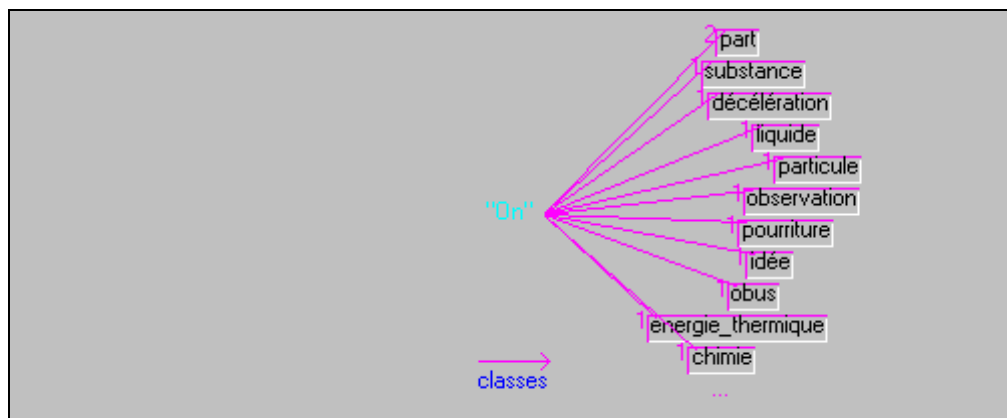 2 part
1 substance
1 décélération
1 liquide
1 particule
1 observation
"On"
1 pourriture
1 idée
1 obus
1 énergie_thermique
1 chimie
classes
...